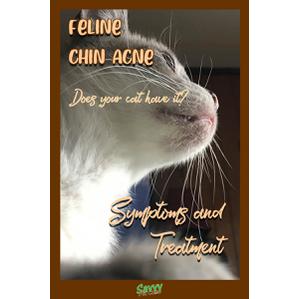 Feline
Chin Acne
Does your cat have it?
Symptoms and
Treatment
Savvy